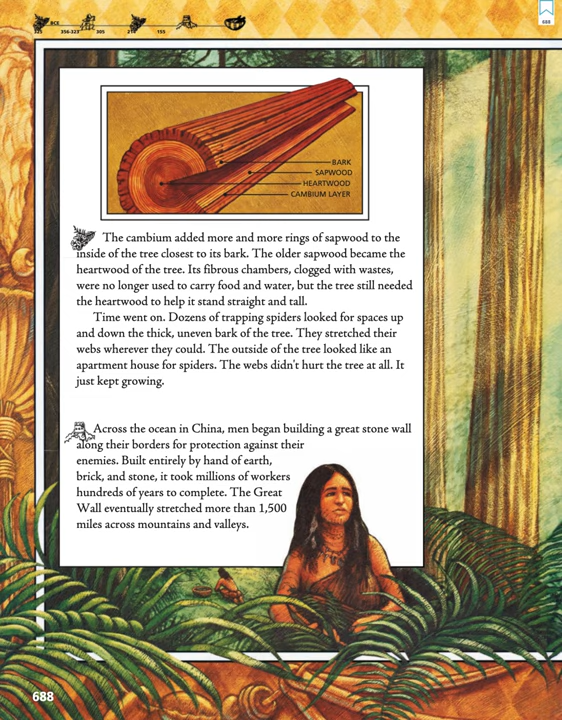 BCE
325 356-323 305 214 155
688
BARK
SAPWOOD
HEARTWOOD
CAMBIUM LAYER
The cambium added more and more rings of sapwood to the
inside of the tree closest to its bark. The older sapwood became the
heartwood of the tree. Its fibrous chambers, clogged with wastes,
were no longer used to carry food and water, but the tree still needed
the heartwood to help it stand straight and tall.
Time went on. Dozens of trapping spiders looked for spaces up
and down the thick, uneven bark of the tree. They stretched their
webs wherever they could. The outside of the tree looked like an
apartment house for spiders. The webs didn't hurt the tree at all. It
just kept growing.
Across the ocean in China, men began building a great stone wall
along their borders for protection against their
enemies. Built entirely by hand of earth,
brick, and stone, it took millions of workers
hundreds of years to complete. The Great
Wall eventually stretched more than 1,500
miles across mountains and valleys.
688